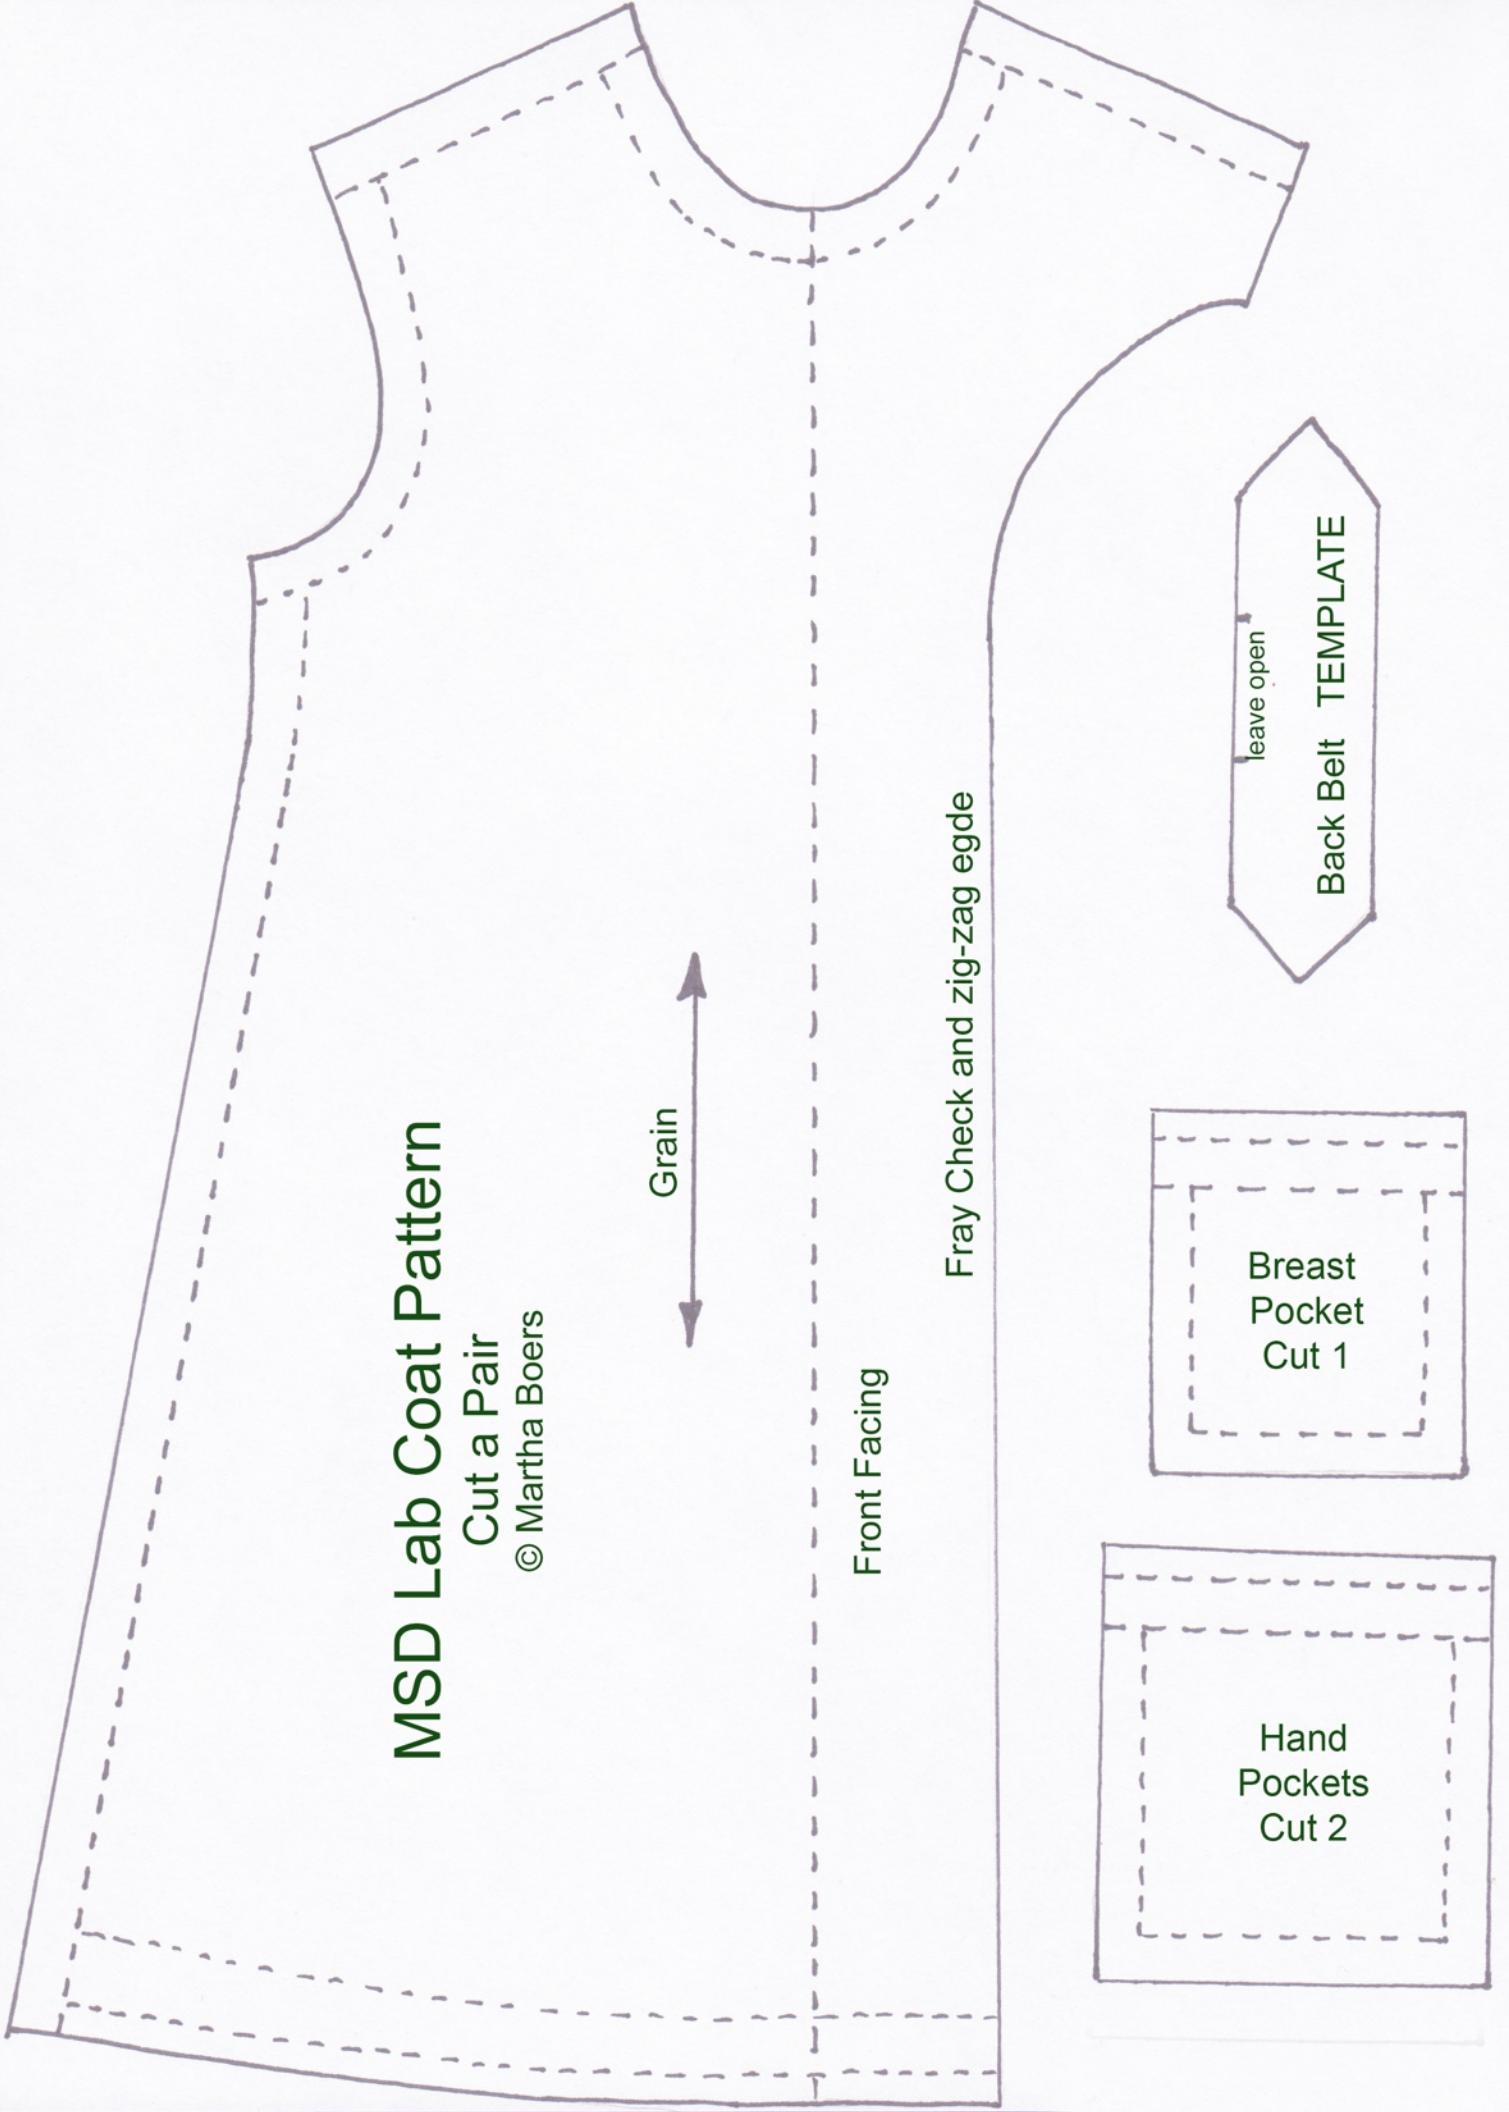 MSD Lab Coat Pattern
Cut a Pair
© Martha Boers
Grain
Front Facing
Fray Check and zig-zag egde
leave open
Back Belt TEMPLATE
Breast
Pocket
Cut 1
Hand
Pockets
Cut 2